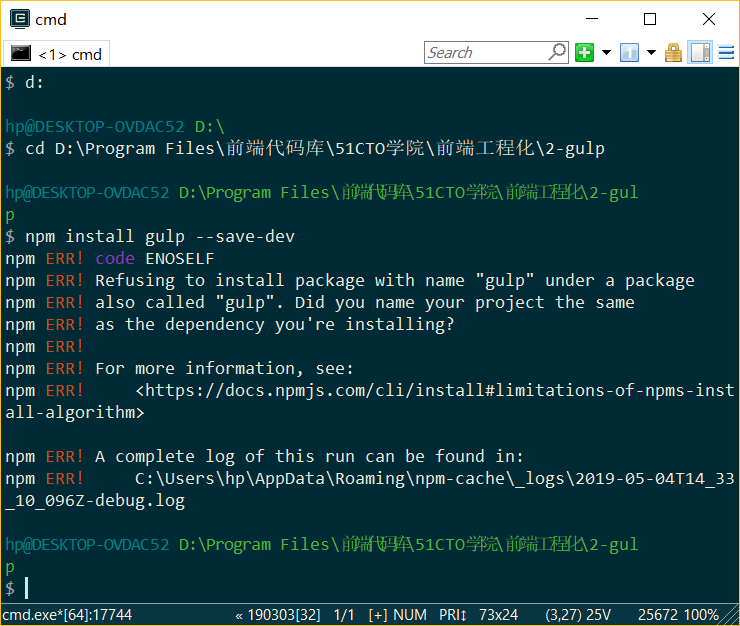 cmd
<1> cmd
Search
$ d:
hp@DESKTOP-OVDAC52 D:\
$ cd D:\Program Files\前端代码库\51CTO学院\前端工程化\2-gulp
hp@DESKTOP-OVDAC52 D:\Program Files\前端代码库\51CTO学院\前端工程化\2-gul
p
$ npm install gulp --save-dev
npm ERR! code ENOSELF
npm ERR! Refusing to install package with name "gulp" under a package
npm ERR! also called "gulp". Did you name your project the same
npm ERR! as the dependency you're installing?
npm ERR!
npm ERR! For more information, see:
npm ERR!     <https://docs.npmjs.com/cli/install#limitations-of-npms-inst
all-algorithm>
npm ERR! A complete log of this run can be found in:
npm ERR!     C:\Users\hp\AppData\Roaming\npm-cache\_logs\2019-05-04T14_33
_10_096Z-debug.log
hp@DESKTOP-OVDAC52 D:\Program Files\前端代码库\51CTO学院\前端工程化\2-gul
p
$
cmd.exe*[64]:17744 « 190303[32] 1/1 [+] NUM PRI↕ 73x24 (3,27) 25V 25672 100%